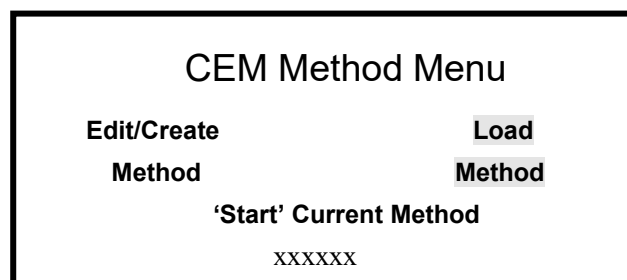 CEM Method Menu
Edit/Create Load
Method Method
‘Start’ Current Method
xxxxxx